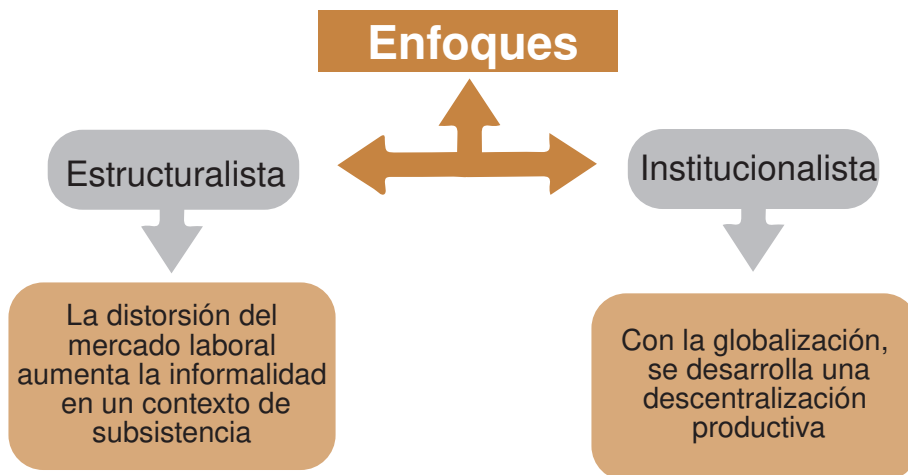 Enfoques
Estructuralista
Institucionalista
La distorsión del
mercado laboral
aumenta la informalidad
en un contexto de
subsistencia
Con la globalización,
se desarrolla una
descentralización
productiva